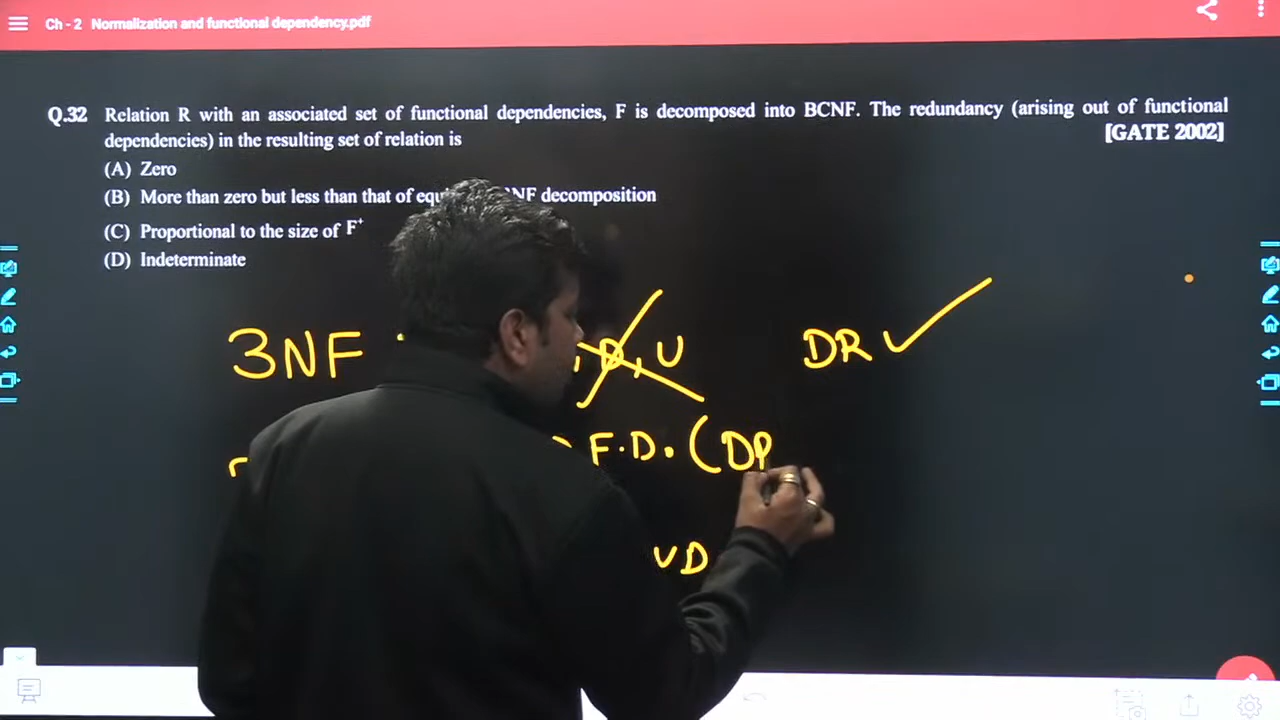 Ch - 2 Normalization and functional dependency.pdf
Q.32 Relation R with an associated set of functional dependencies, F is decomposed into BCNF. The redundancy (arising out of functional
dependencies) in the resulting set of relation is [GATE 2002]
(A) Zero
(B) More than zero but less than that of NF decomposition
(C) Proportional to the size of F⁺
(D) Indeterminate
3NF U DR ✓
F.D. (DP
D